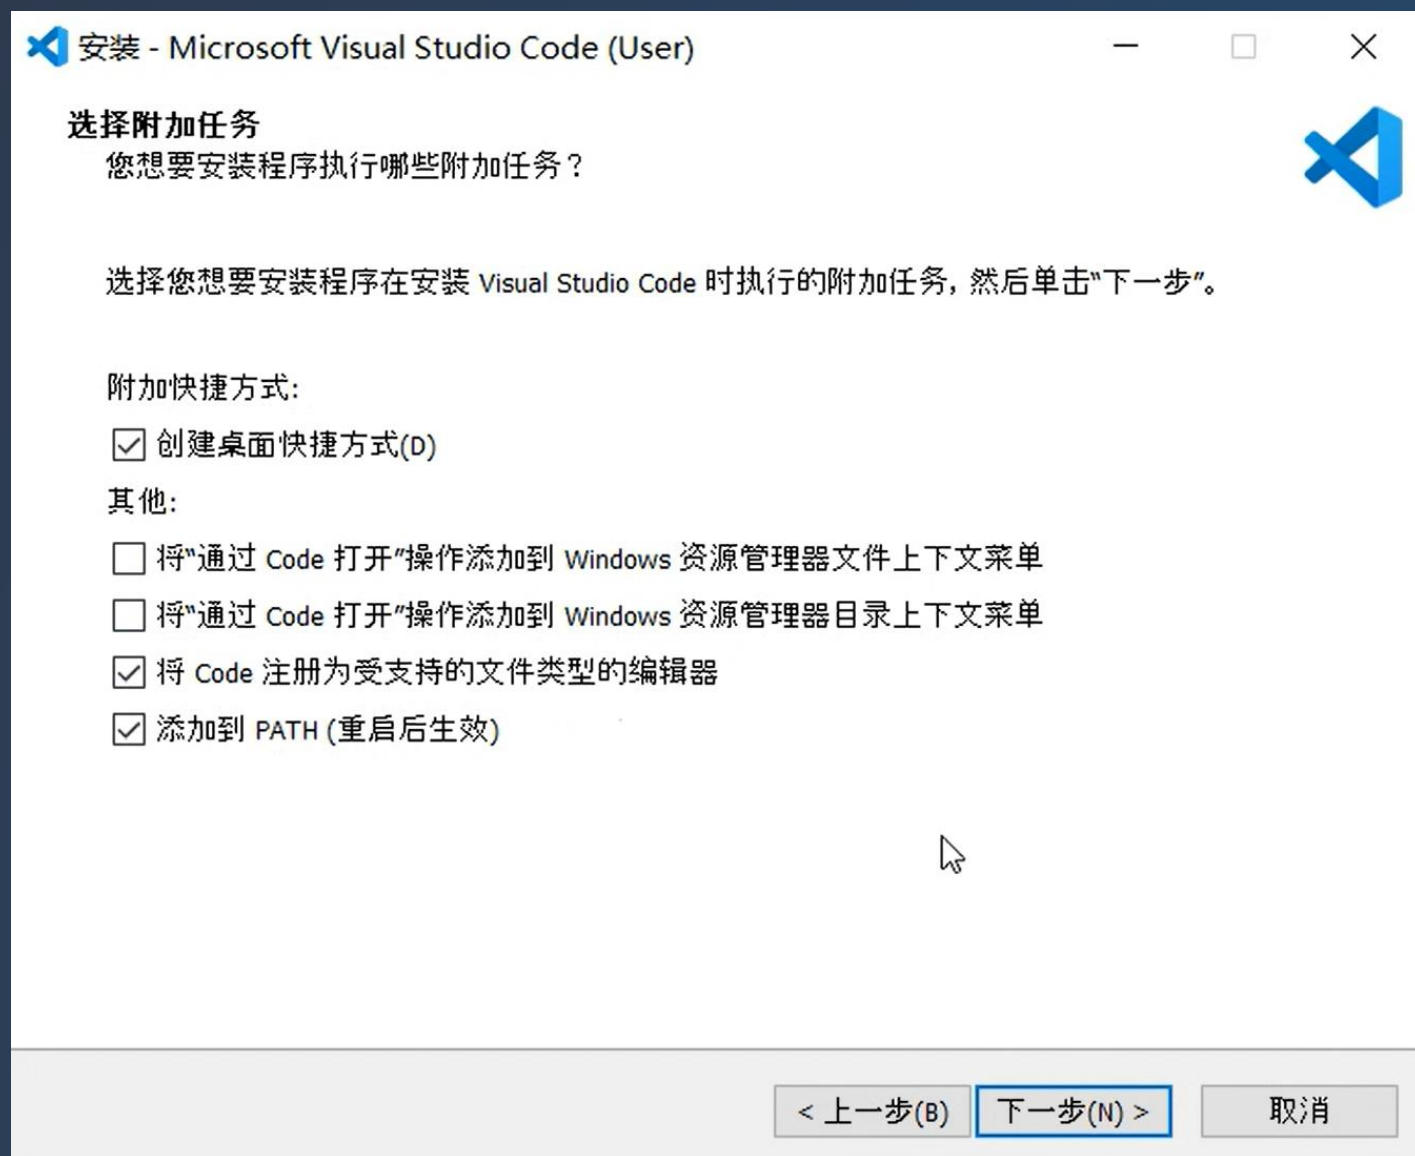 安装 - Microsoft Visual Studio Code (User)
选择附加任务
您想要安装程序执行哪些附加任务？
选择您想要安装程序在安装 Visual Studio Code 时执行的附加任务, 然后单击“下一步”。
附加快捷方式:
创建桌面快捷方式(D)
其他:
将“通过 Code 打开”操作添加到 Windows 资源管理器文件上下文菜单
将“通过 Code 打开”操作添加到 Windows 资源管理器目录上下文菜单
将 Code 注册为受支持的文件类型的编辑器
添加到 PATH (重启后生效)
< 上一步(B) 下一步(N) > 取消